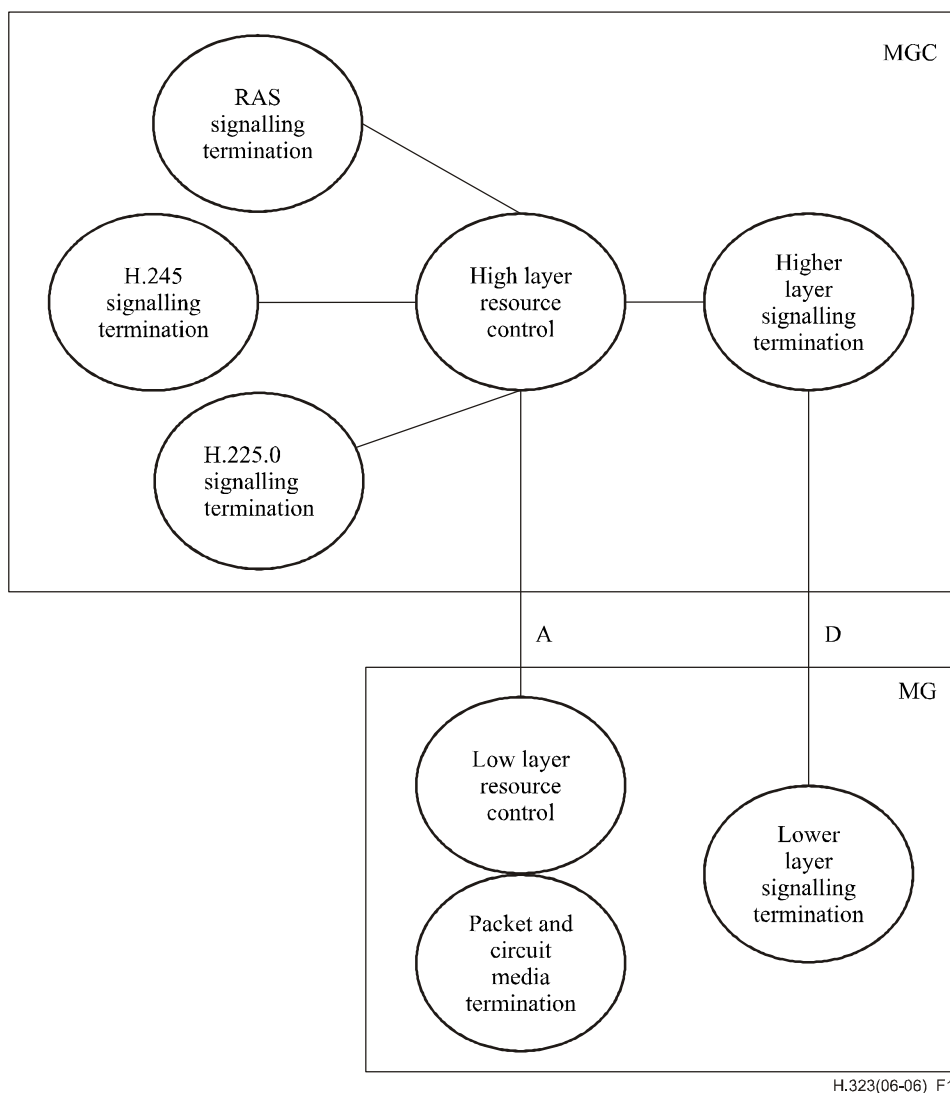 MGC
RAS
signalling
termination
H.245
signalling
termination
High layer
resource
control
Higher
layer
signalling
termination
H.225.0
signalling
termination
A
D
MG
Low layer
resource
control
Lower
layer
signalling
termination
Packet and
circuit
media
termination
H.323(06-06)